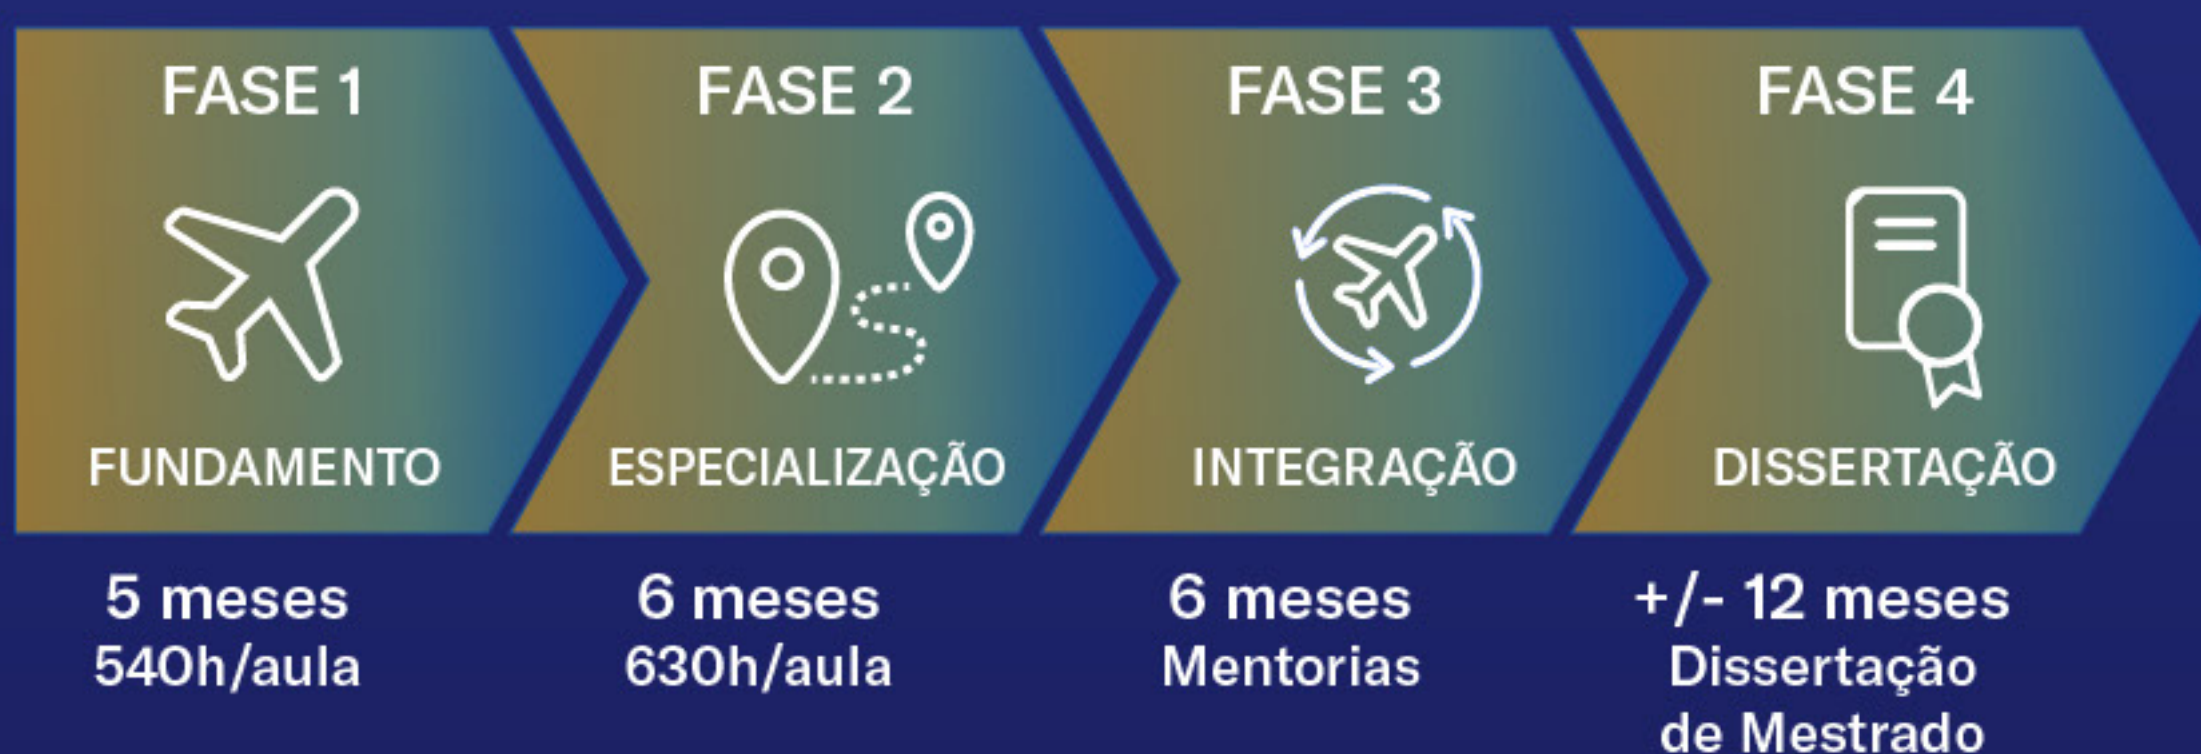 FASE 1
FUNDAMENTO
5 meses
540h/aula
FASE 2
ESPECIALIZAÇÃO
6 meses
630h/aula
FASE 3
INTEGRAÇÃO
6 meses
Mentorias
FASE 4
DISSERTAÇÃO
+/- 12 meses
Dissertação
de Mestrado